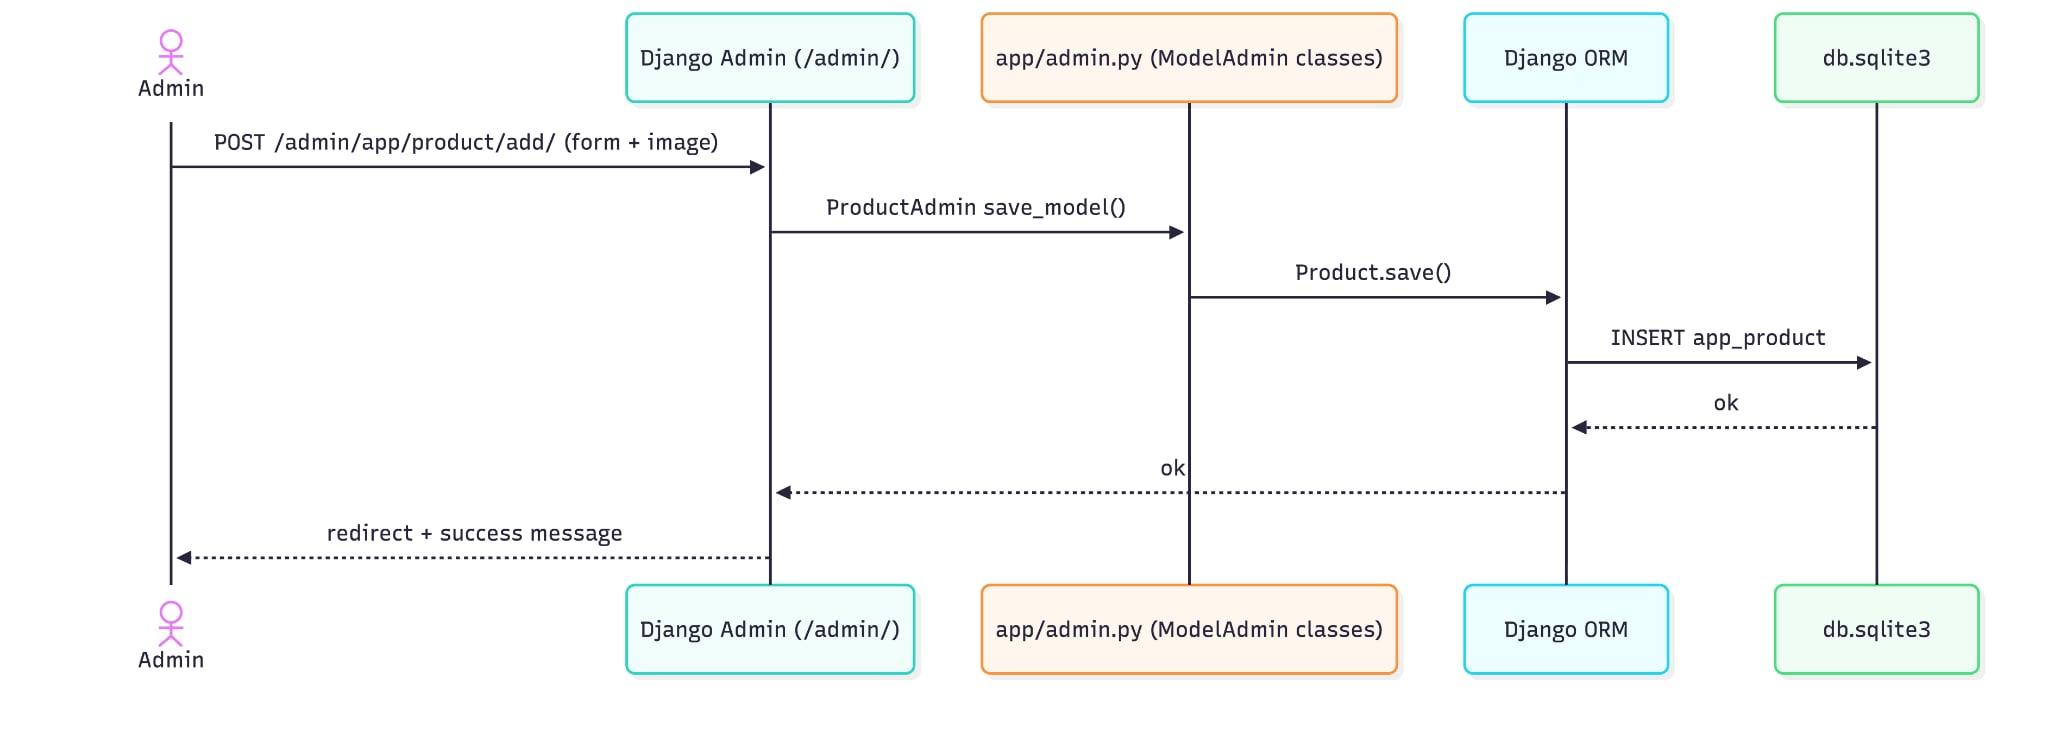 Admin
Django Admin (/admin/)
app/admin.py (ModelAdmin classes)
Django ORM
db.sqlite3
POST /admin/app/product/add/ (form + image)
ProductAdmin save_model()
Product.save()
INSERT app_product
ok
ok
redirect + success message
Admin
Django Admin (/admin/)
app/admin.py (ModelAdmin classes)
Django ORM
db.sqlite3